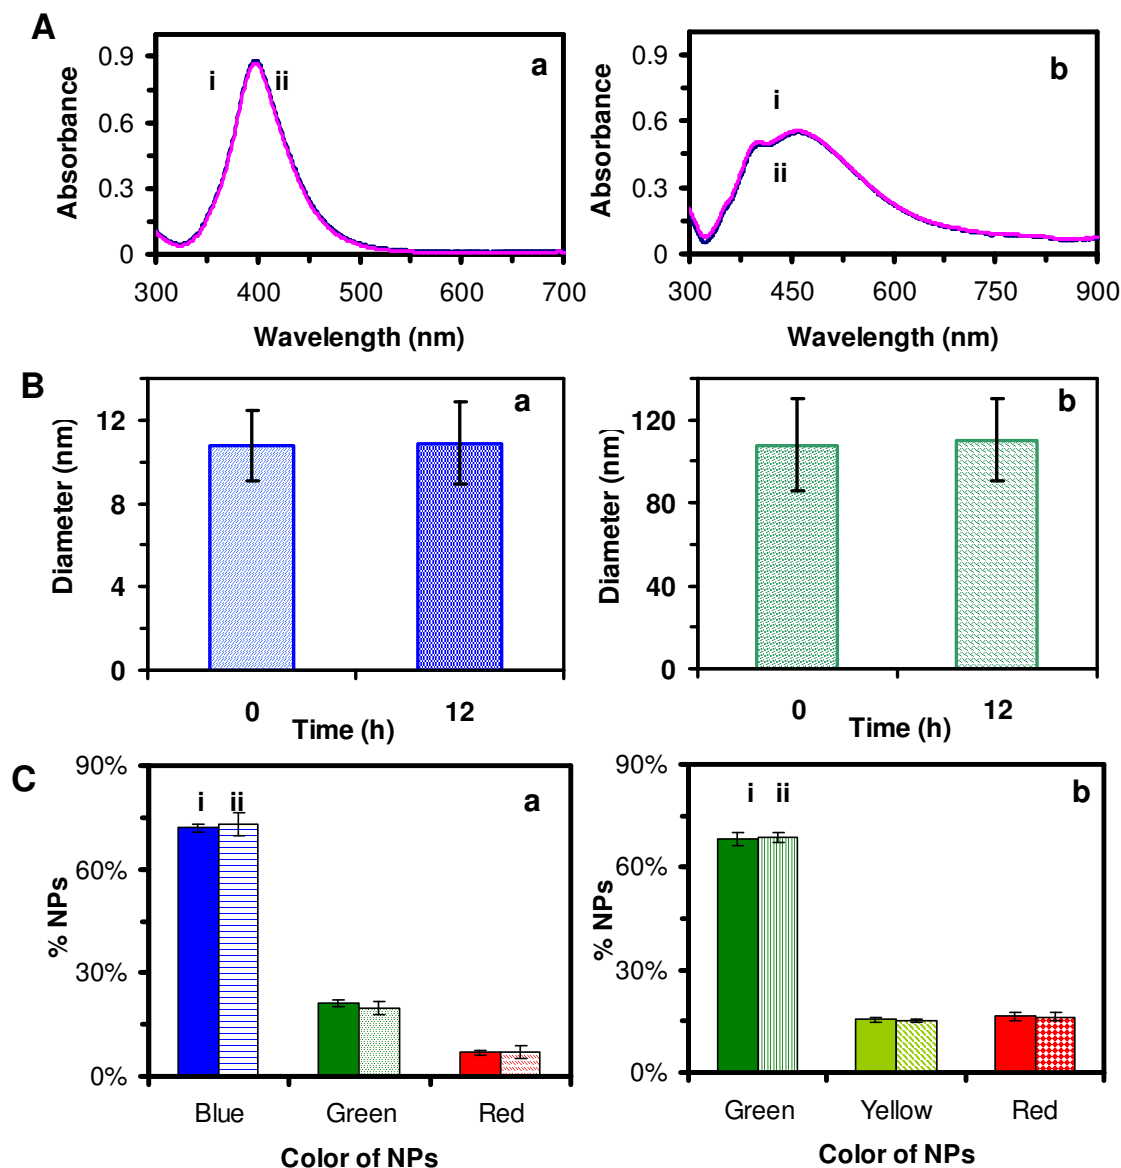 A
Absorbance
0.9
0.6
0.3
0
i
ii
a
300
400
500
600
700
Wavelength (nm)
Absorbance
0.9
0.6
0.3
0
i
ii
b
300
450
600
750
900
Wavelength (nm)
B
Diameter (nm)
12
8
4
0
a
0
12
Time (h)
Diameter (nm)
120
80
40
0
b
0
12
Time (h)
C
% NPs
90%
60%
30%
0%
i
ii
a
Blue
Green
Red
Color of NPs
% NPs
90%
60%
30%
0%
i
ii
b
Green
Yellow
Red
Color of NPs